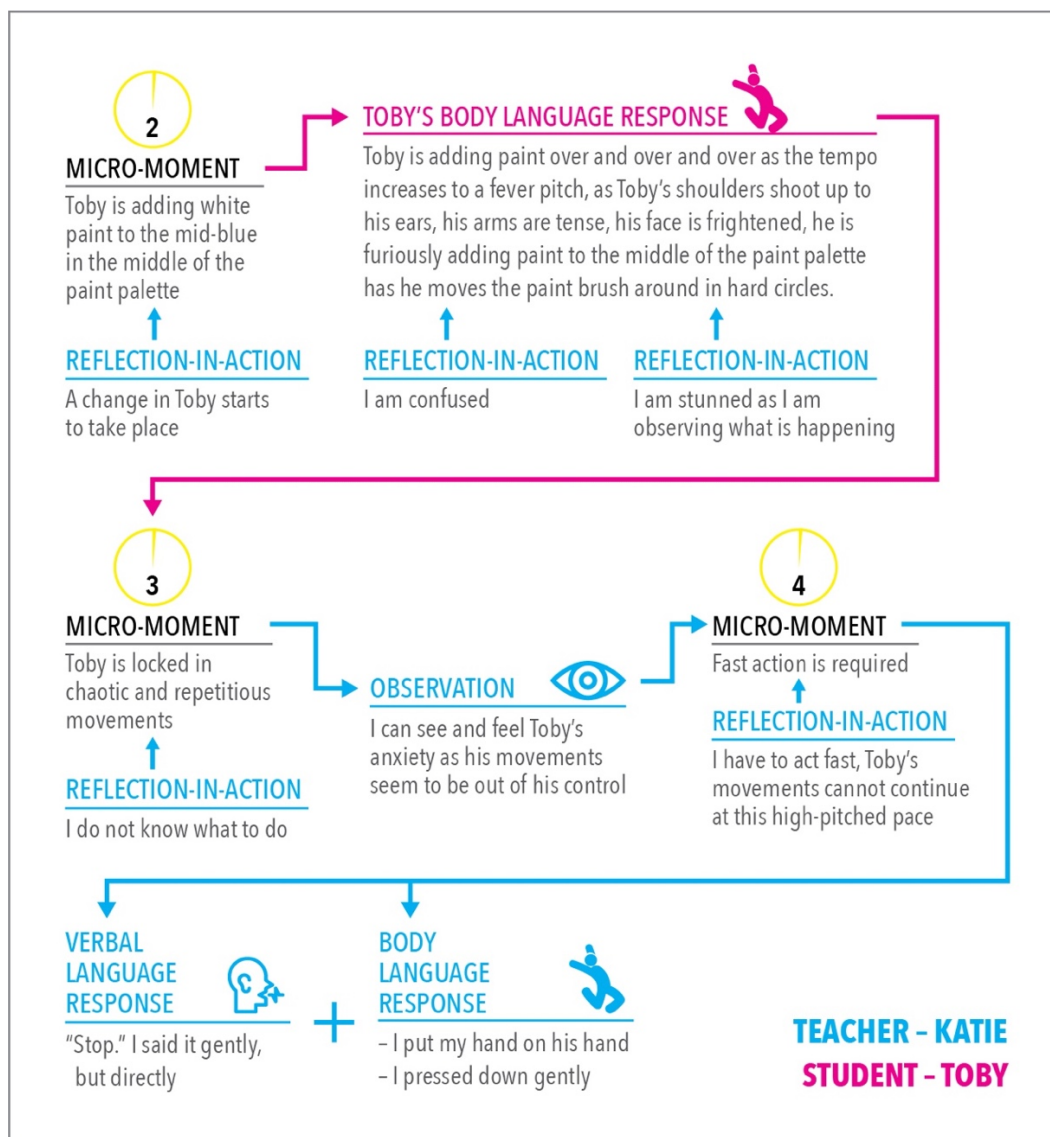 2
MICRO-MOMENT
Toby is adding white
paint to the mid-blue
in the middle of the
paint palette
REFLECTION-IN-ACTION
A change in Toby starts
to take place
TOBY'S BODY LANGUAGE RESPONSE
Toby is adding paint over and over and over as the tempo
increases to a fever pitch, as Toby's shoulders shoot up to
his ears, his arms are tense, his face is frightened, he is
furiously adding paint to the middle of the paint palette
has he moves the paint brush around in hard circles.
REFLECTION-IN-ACTION
I am confused
REFLECTION-IN-ACTION
I am stunned as I am
observing what is happening
3
MICRO-MOMENT
Toby is locked in
chaotic and repetitious
movements
REFLECTION-IN-ACTION
I do not know what to do
OBSERVATION
I can see and feel Toby's
anxiety as his movements
seem to be out of his control
4
MICRO-MOMENT
Fast action is required
REFLECTION-IN-ACTION
I have to act fast, Toby's
movements cannot continue
at this high-pitched pace
VERBAL
LANGUAGE
RESPONSE
"Stop." I said it gently,
but directly
+
BODY
LANGUAGE
RESPONSE
– I put my hand on his hand
– I pressed down gently
TEACHER – KATIE
STUDENT – TOBY